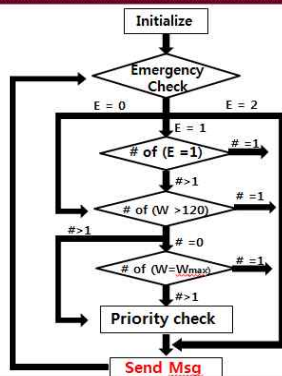 Initialize
Emergency
Check
E = 0
E = 2
E = 1
# of (E =1)
# =1
#>1
# of (W >120)
# =1
#>1
# =0
# of (W=Wmax)
# =1
#>1
Priority check
Send Msg